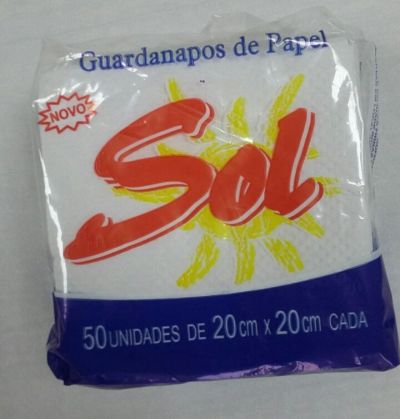 Guardanapos de Papel
NOVO
Sol
50 UNIDADES DE 20cm x 20cm CADA